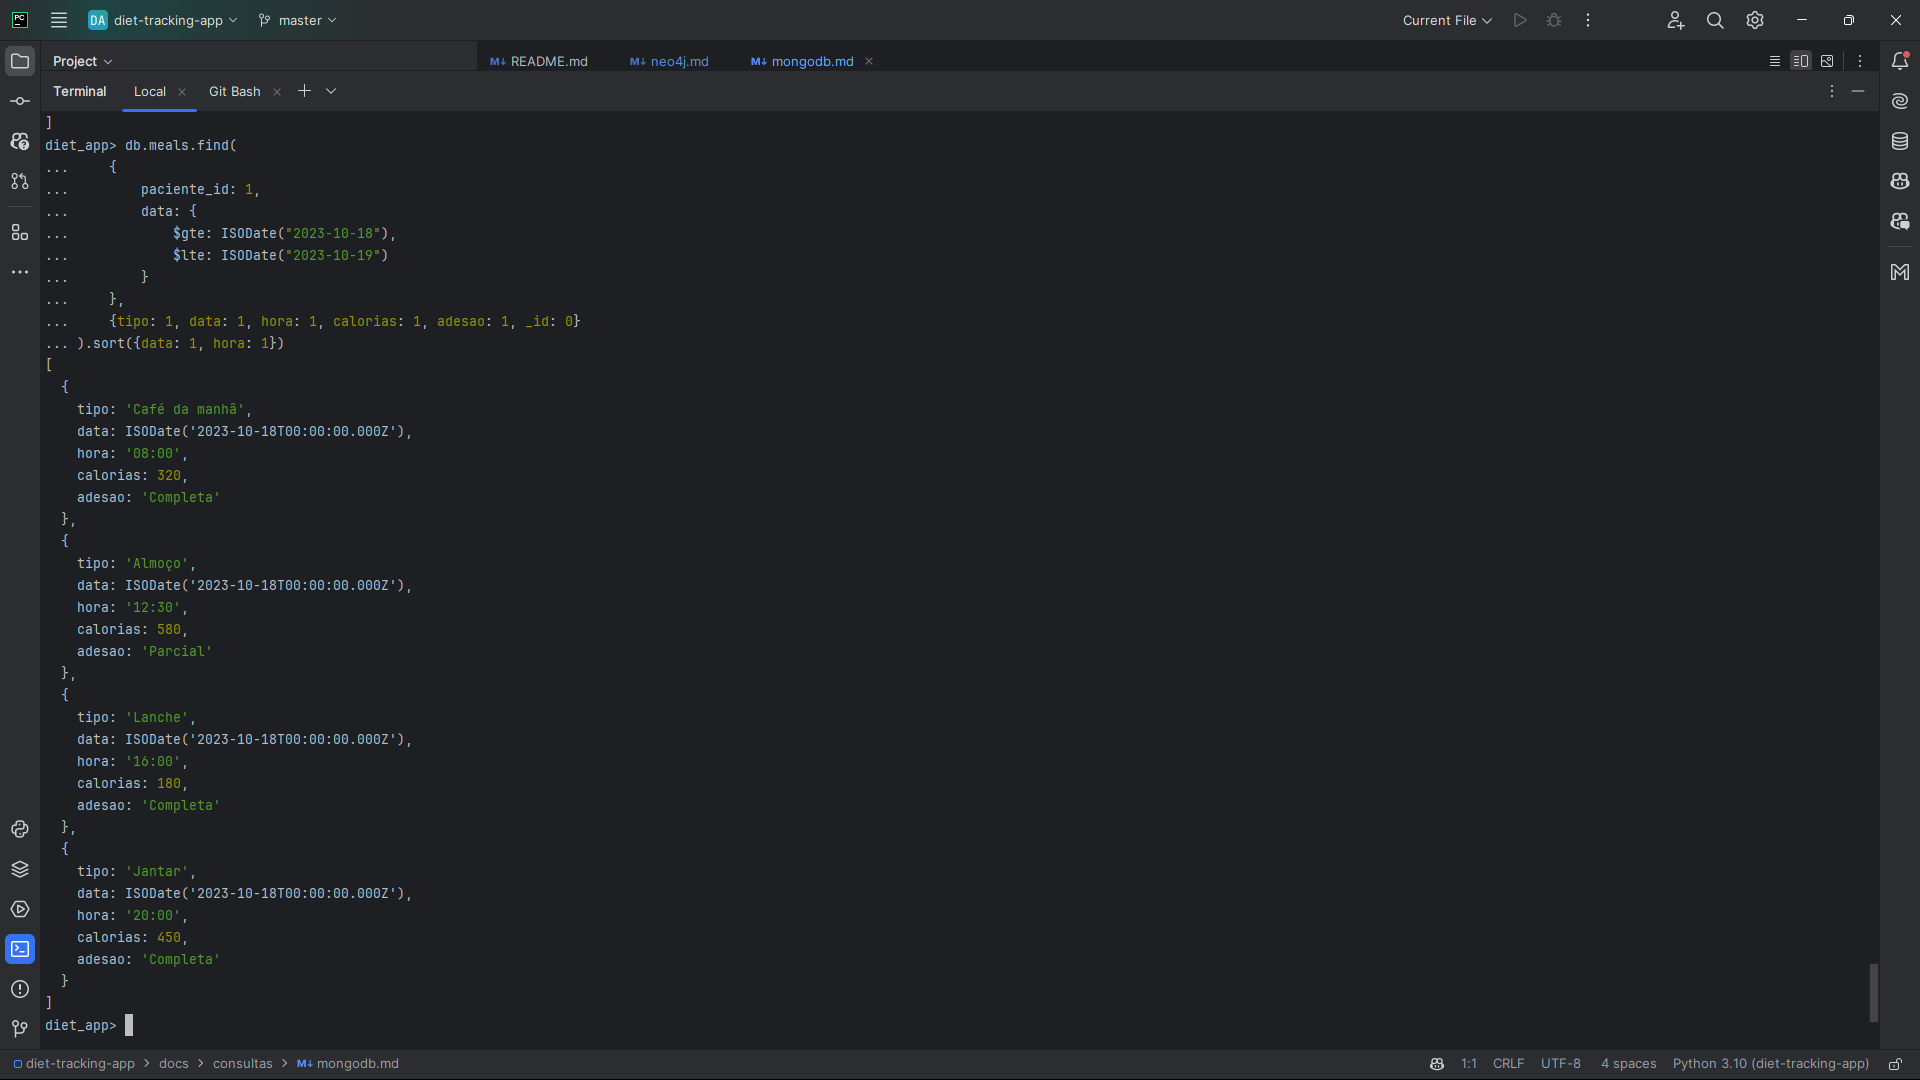 PC
DA diet-tracking-app master Current File
Project
README.md neo4j.md mongodb.md
Terminal Local Git Bash
]
diet_app> db.meals.find(
...     {
...         paciente_id: 1,
...         data: {
...             $gte: ISODate("2023-10-18"),
...             $lte: ISODate("2023-10-19")
...         }
...     },
...     {tipo: 1, data: 1, hora: 1, calorias: 1, adesao: 1, _id: 0}
... ).sort({data: 1, hora: 1})
[
  {
    tipo: 'Café da manhã',
    data: ISODate('2023-10-18T00:00:00.000Z'),
    hora: '08:00',
    calorias: 320,
    adesao: 'Completa'
  },
  {
    tipo: 'Almoço',
    data: ISODate('2023-10-18T00:00:00.000Z'),
    hora: '12:30',
    calorias: 580,
    adesao: 'Parcial'
  },
  {
    tipo: 'Lanche',
    data: ISODate('2023-10-18T00:00:00.000Z'),
    hora: '16:00',
    calorias: 180,
    adesao: 'Completa'
  },
  {
    tipo: 'Jantar',
    data: ISODate('2023-10-18T00:00:00.000Z'),
    hora: '20:00',
    calorias: 450,
    adesao: 'Completa'
  }
]
diet_app>
diet-tracking-app > docs > consultas > M↓ mongodb.md 1:1 CRLF UTF-8 4 spaces Python 3.10 (diet-tracking-app)